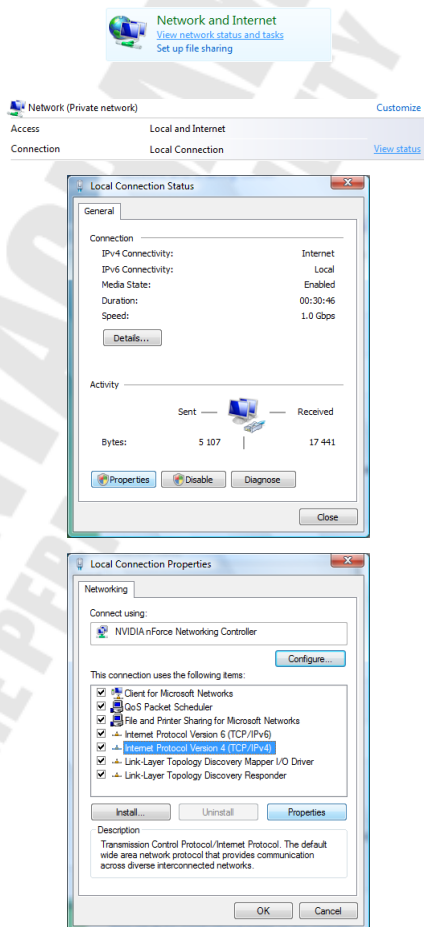 Network and Internet
View network status and tasks
Set up file sharing
Network (Private network)
Customize
Access Local and Internet
Connection Local Connection View status
Local Connection Status
General
Connection
IPv4 Connectivity: Internet
IPv6 Connectivity: Local
Media State: Enabled
Duration: 00:30:46
Speed: 1.0 Gbps
Details...
Activity
Sent — — Received
Bytes: 5 107 | 17 441
Properties Disable Diagnose
Close
Local Connection Properties
Networking
Connect using:
NVIDIA nForce Networking Controller
Configure...
This connection uses the following items:
Client for Microsoft Networks
QoS Packet Scheduler
File and Printer Sharing for Microsoft Networks
Internet Protocol Version 6 (TCP/IPv6)
Internet Protocol Version 4 (TCP/IPv4)
Link-Layer Topology Discovery Mapper I/O Driver
Link-Layer Topology Discovery Responder
Install... Uninstall Properties
Description
Transmission Control Protocol/Internet Protocol. The default
wide area network protocol that provides communication
across diverse interconnected networks.
OK Cancel